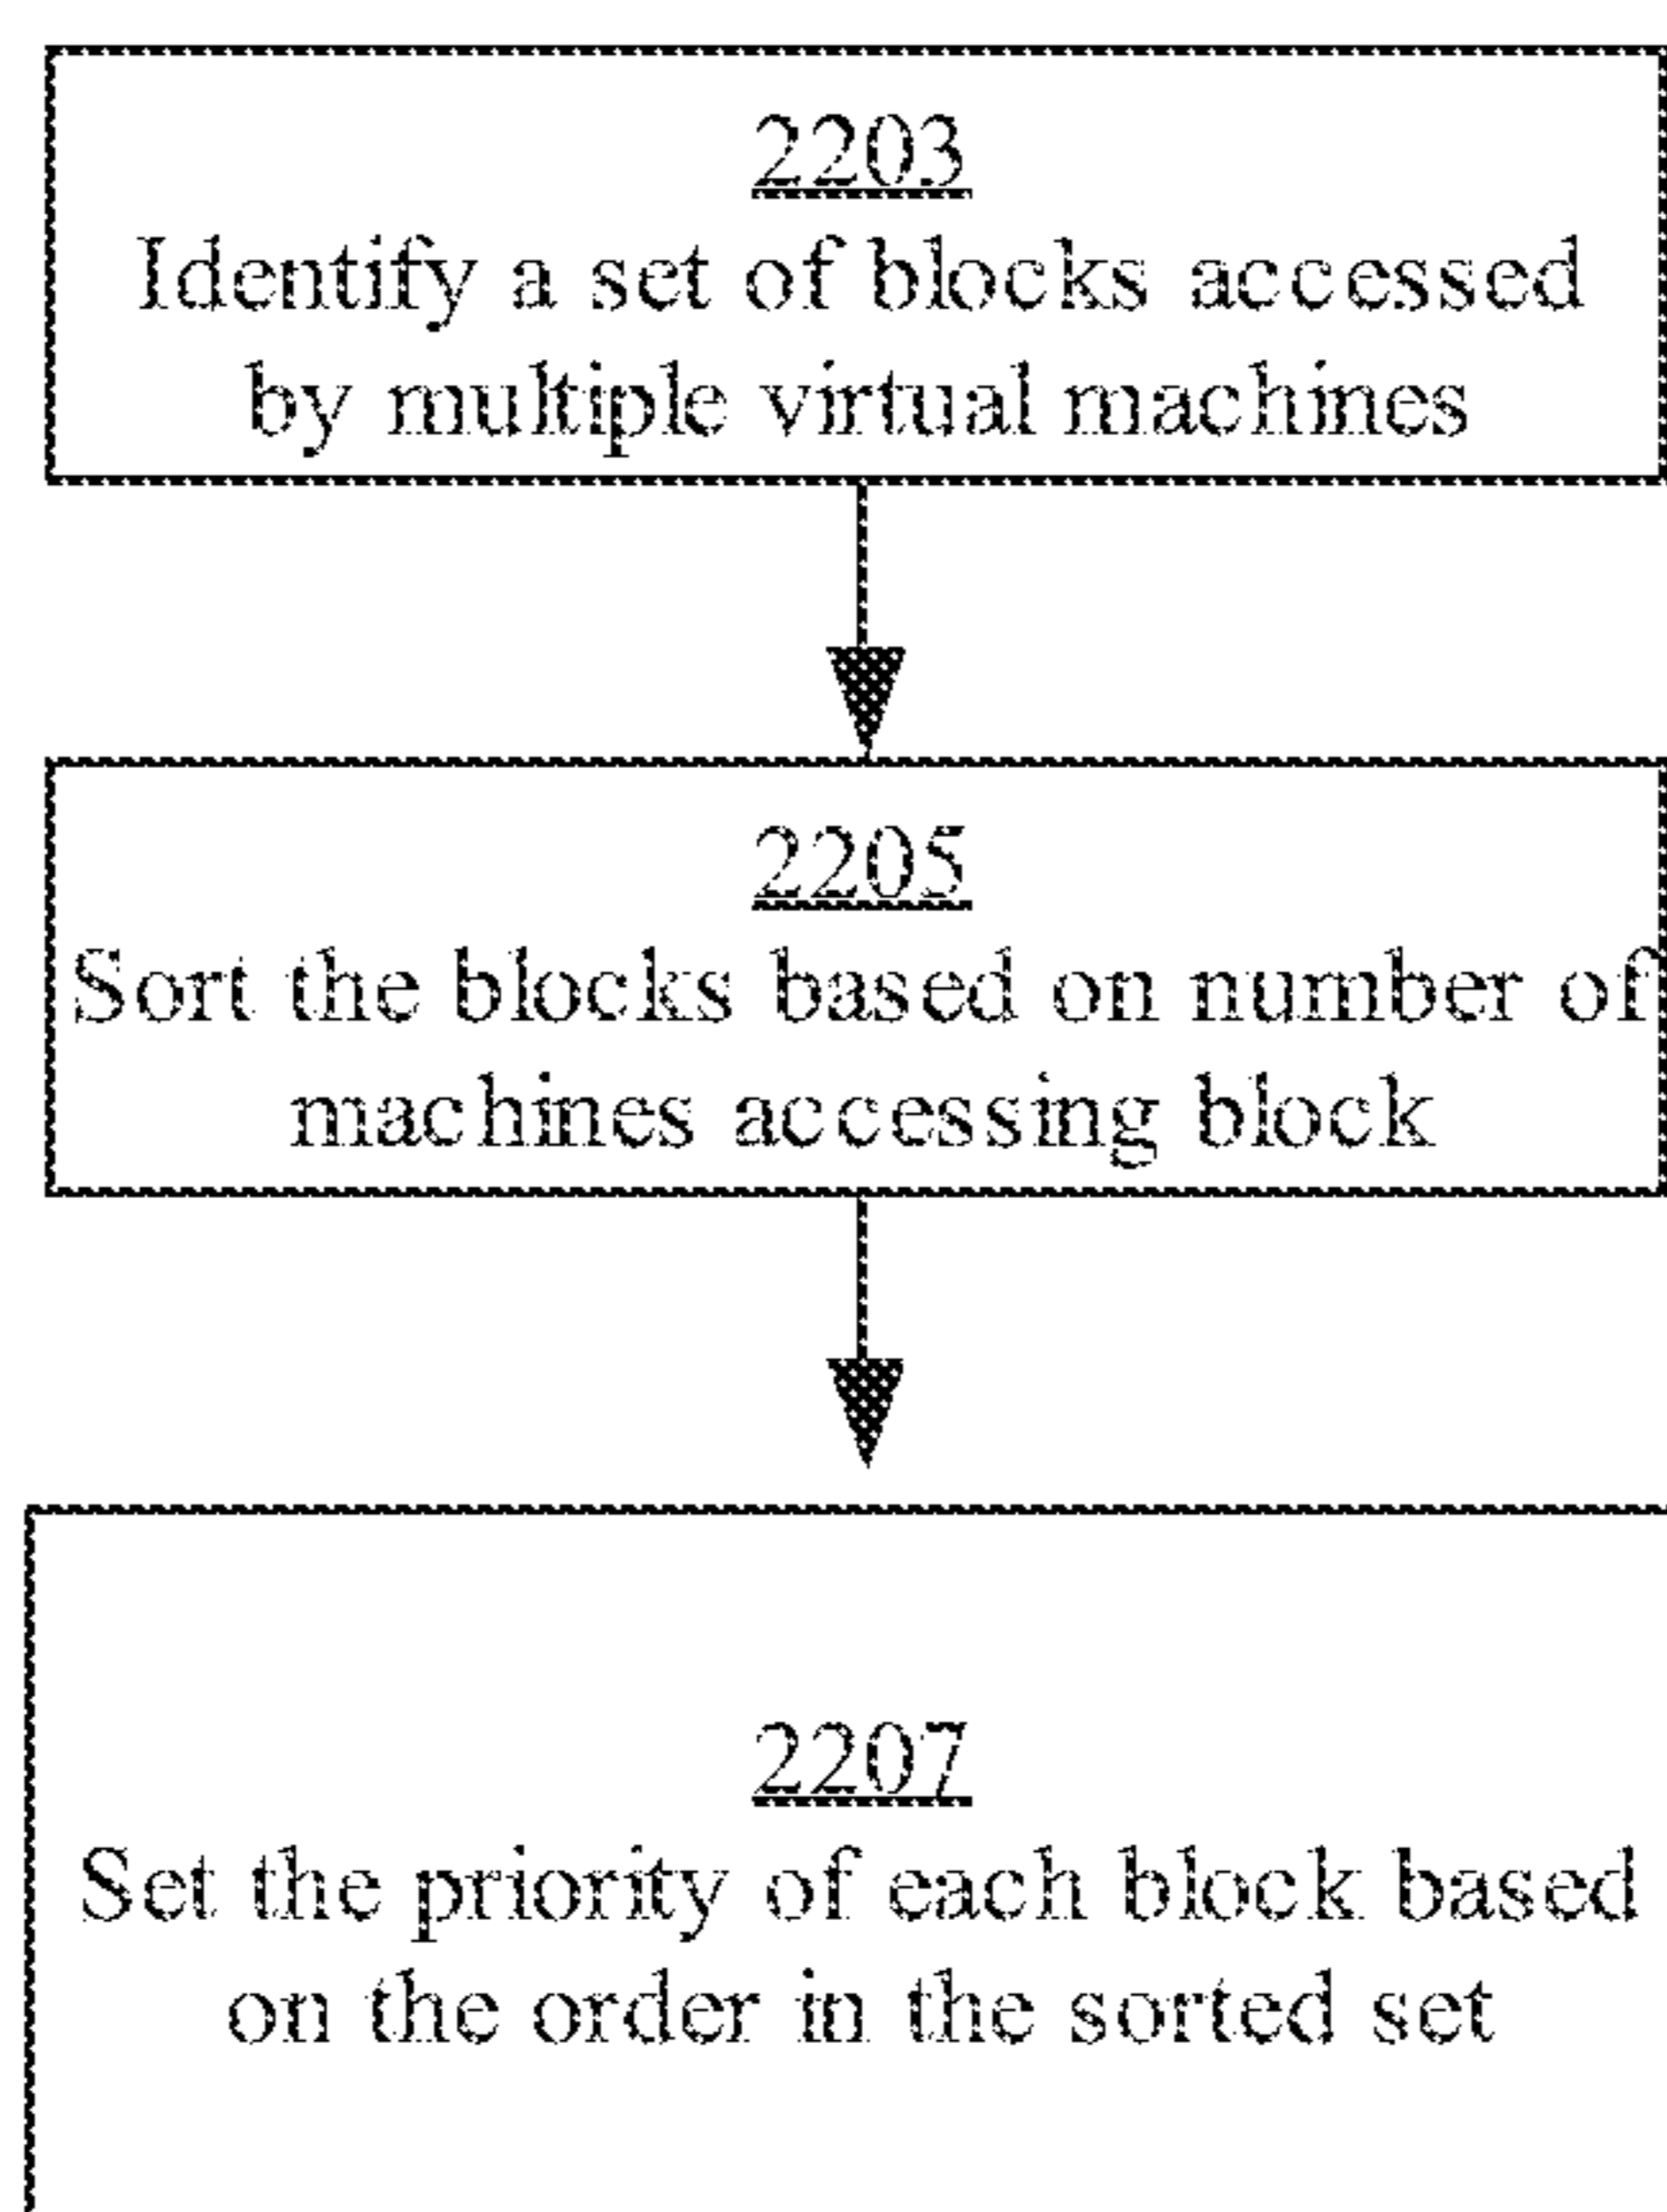 2203
Identify a set of blocks accessed
by multiple virtual machines
2205
Sort the blocks based on number of
machines accessing block
2207
Set the priority of each block based
on the order in the sorted set